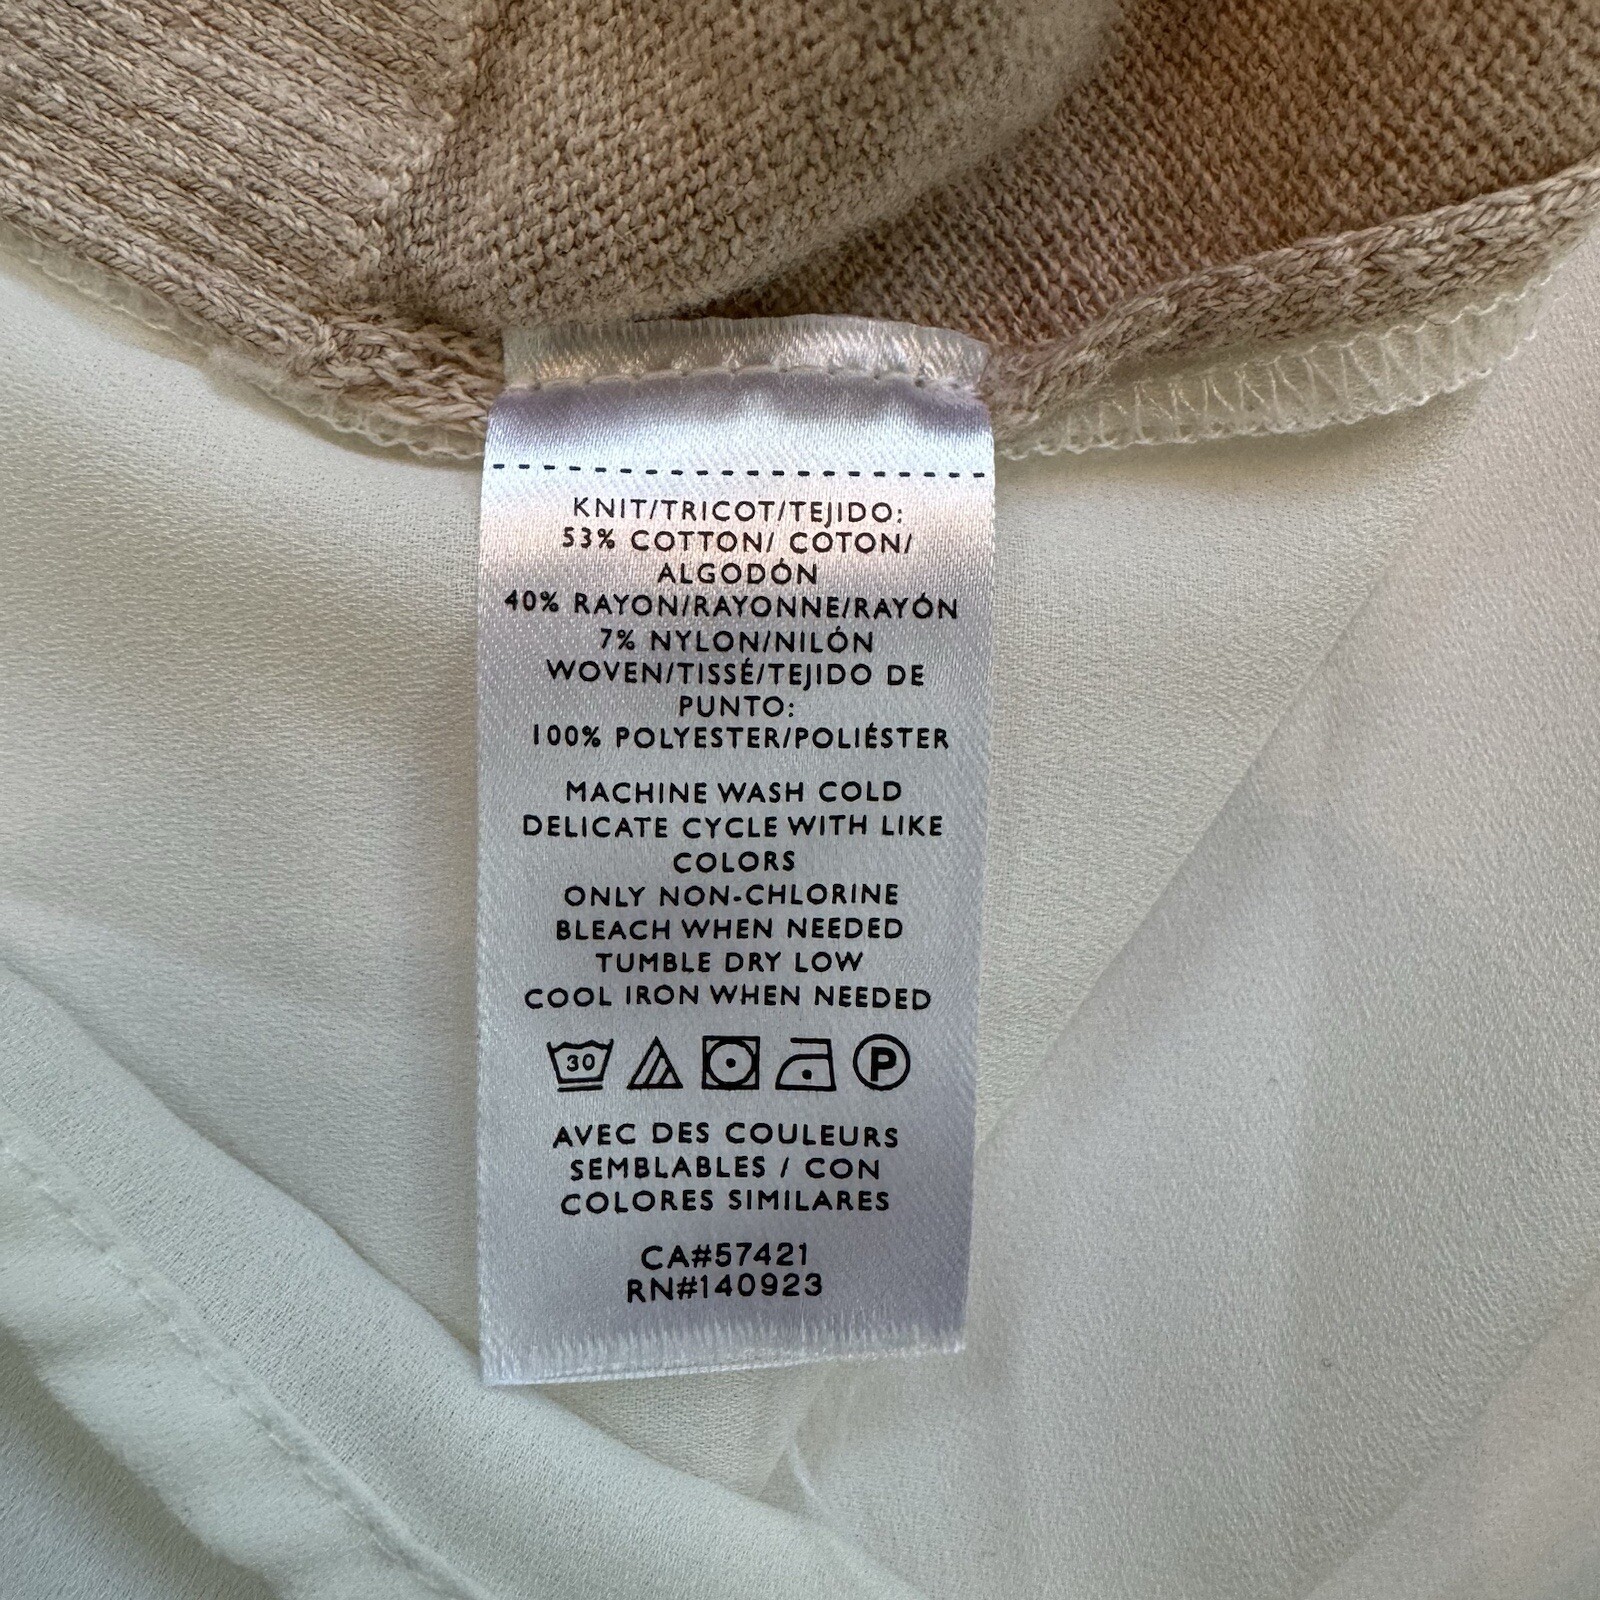 KNIT/TRICOT/TEJIDO:
53% COTTON/ COTON/
ALGODÓN
40% RAYON/RAYONNE/RAYÓN
7% NYLON/NILÓN
WOVEN/TISSÉ/TEJIDO DE
PUNTO:
100% POLYESTER/POLIÉSTER
MACHINE WASH COLD
DELICATE CYCLE WITH LIKE
COLORS
ONLY NON-CHLORINE
BLEACH WHEN NEEDED
TUMBLE DRY LOW
COOL IRON WHEN NEEDED
30 P
AVEC DES COULEURS
SEMBLABLES / CON
COLORES SIMILARES
CA#57421
RN#140923